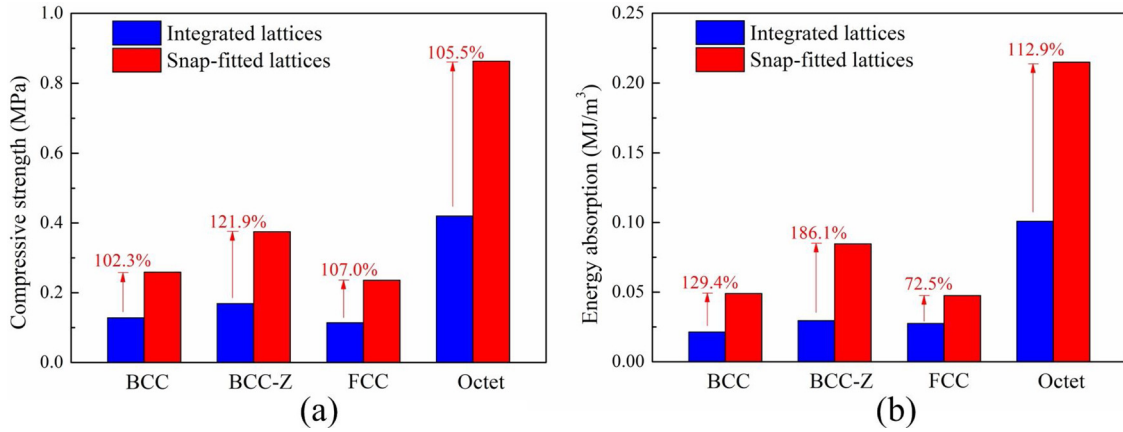 Compressive strength (MPa)
1.0
0.8
0.6
0.4
0.2
0.0
Integrated lattices
Snap-fitted lattices
102.3%
121.9%
107.0%
105.5%
BCC
BCC-Z
FCC
Octet
(a)
Energy absorption (MJ/m³)
0.25
0.20
0.15
0.10
0.05
0.00
Integrated lattices
Snap-fitted lattices
129.4%
186.1%
72.5%
112.9%
BCC
BCC-Z
FCC
Octet
(b)